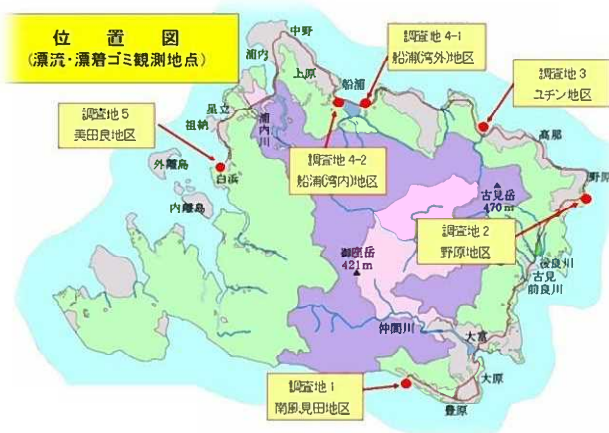 位置図
(漂流・漂着ゴミ観測地点)
中野
浦内
上原
船浦
調査地4-1
船浦(湾外)地区
調査地3
ユチン地区
星立
祖納
浦内川
調査地5
美田良地区
外離島
白浜
内離島
調査地4-2
船浦(湾内)地区
高那
野原
古見岳
470m
調査地2
野原地区
御座岳
421m
後良川
古見
前良川
仲間川
大富
大原
豊原
調査地1
南風見田地区